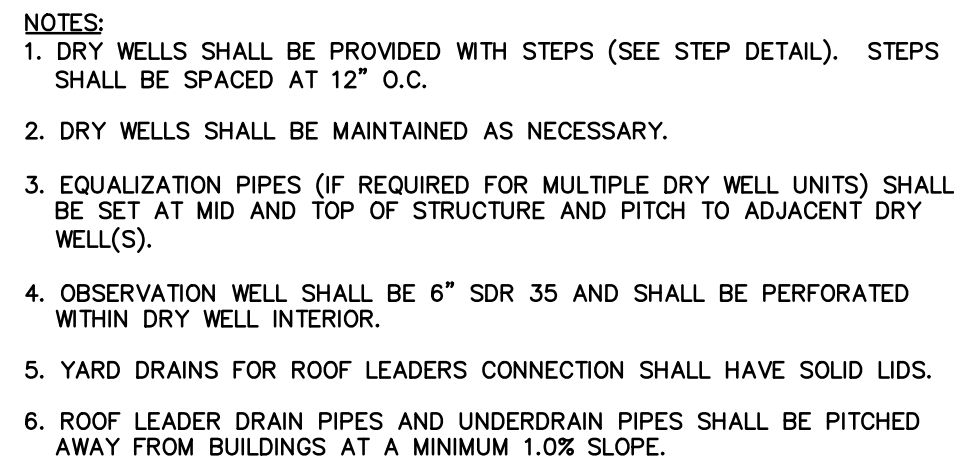 NOTES:
1. DRY WELLS SHALL BE PROVIDED WITH STEPS (SEE STEP DETAIL). STEPS
SHALL BE SPACED AT 12" O.C.
2. DRY WELLS SHALL BE MAINTAINED AS NECESSARY.
3. EQUALIZATION PIPES (IF REQUIRED FOR MULTIPLE DRY WELL UNITS) SHALL
BE SET AT MID AND TOP OF STRUCTURE AND PITCH TO ADJACENT DRY
WELL(S).
4. OBSERVATION WELL SHALL BE 6" SDR 35 AND SHALL BE PERFORATED
WITHIN DRY WELL INTERIOR.
5. YARD DRAINS FOR ROOF LEADERS CONNECTION SHALL HAVE SOLID LIDS.
6. ROOF LEADER DRAIN PIPES AND UNDERDRAIN PIPES SHALL BE PITCHED
AWAY FROM BUILDINGS AT A MINIMUM 1.0% SLOPE.